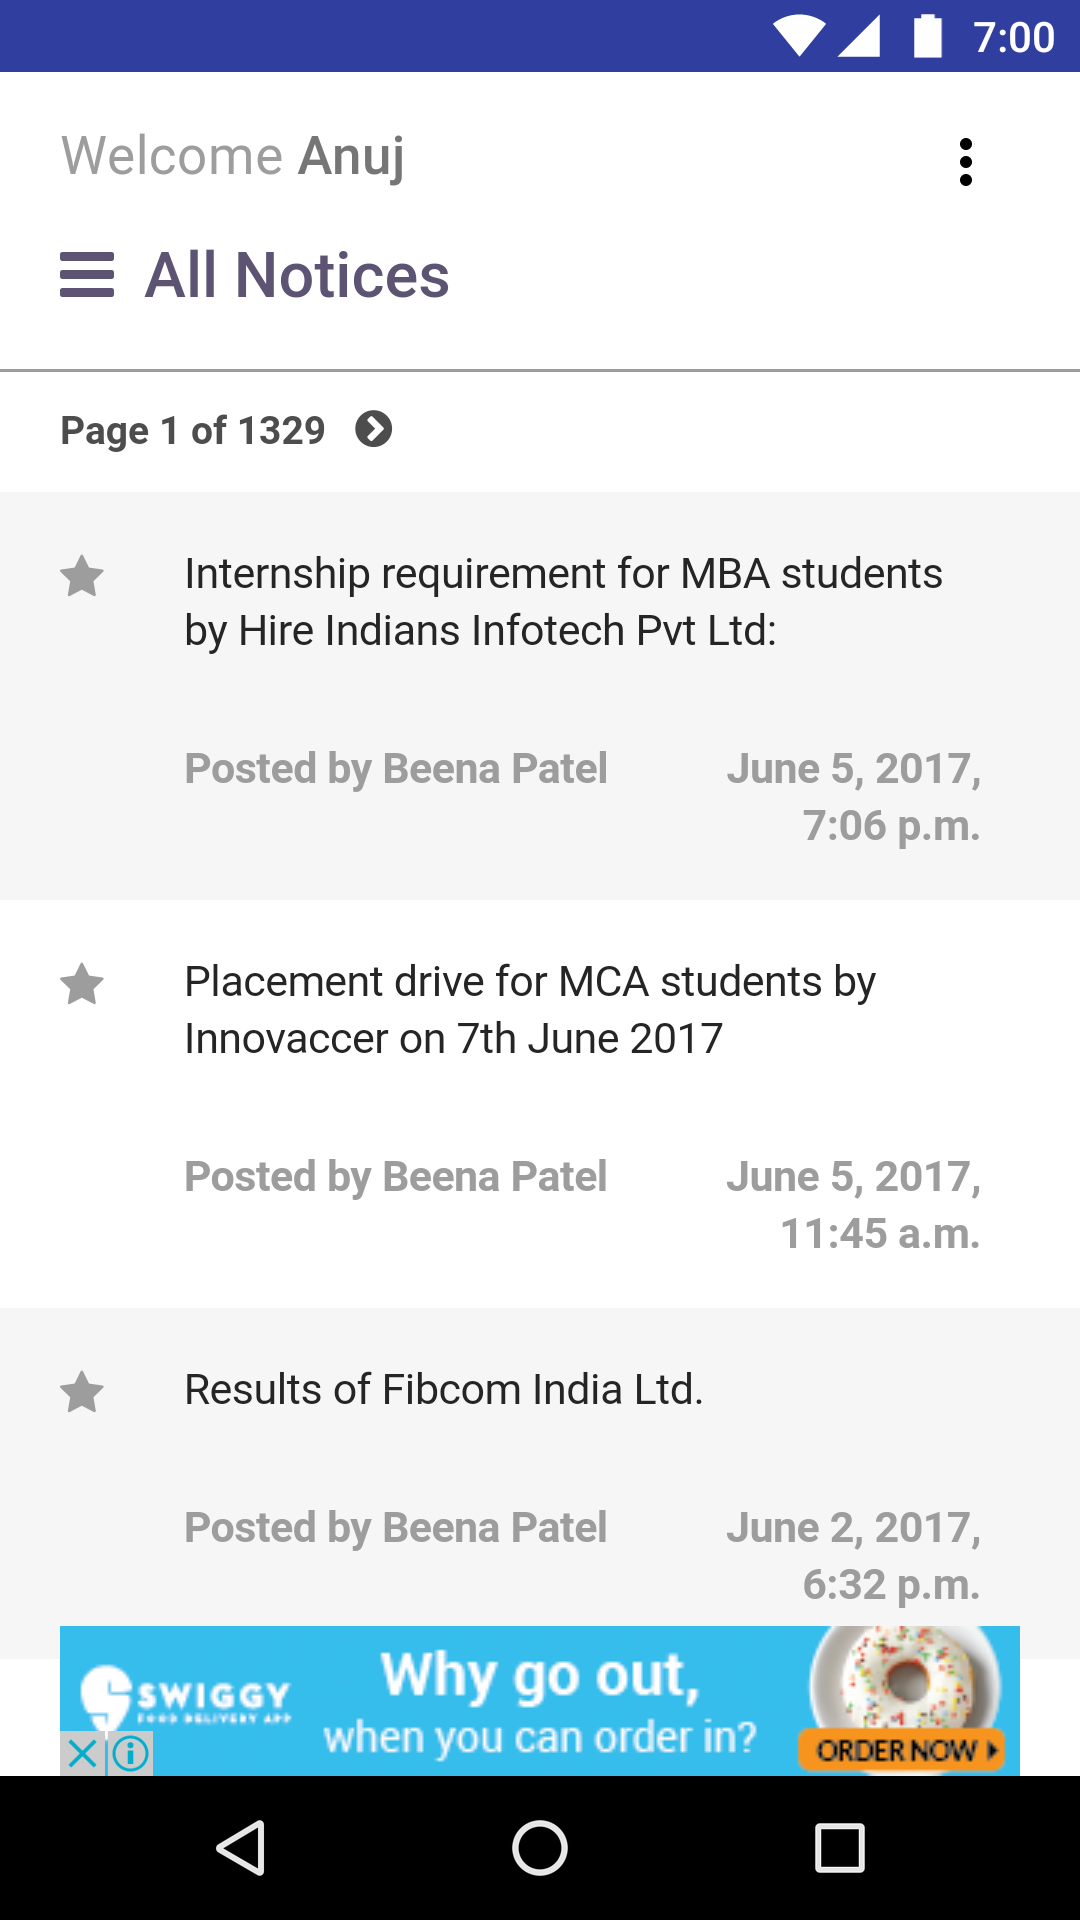 7:00
Welcome Anuj
All Notices
Page 1 of 1329
Internship requirement for MBA students
by Hire Indians Infotech Pvt Ltd:
Posted by Beena Patel
June 5, 2017,
7:06 p.m.
Placement drive for MCA students by
Innovaccer on 7th June 2017
Posted by Beena Patel
June 5, 2017,
11:45 a.m.
Results of Fibcom India Ltd.
Posted by Beena Patel
June 2, 2017,
6:32 p.m.
SWIGGY
FOOD DELIVERY APP
Why go out,
when you can order in?
ORDER NOW